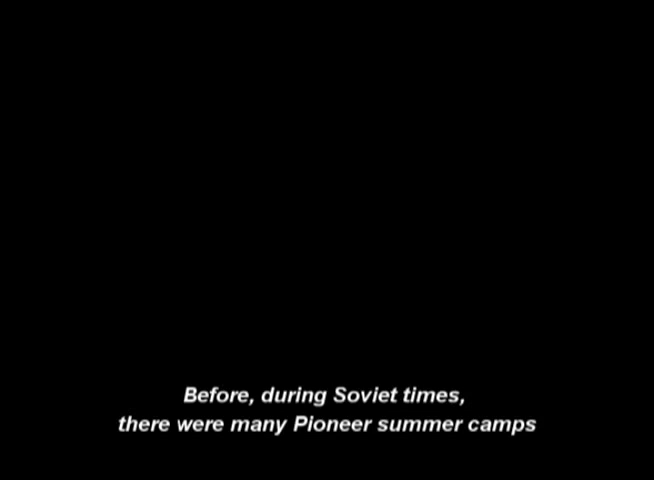 Before, during Soviet times,
there were many Pioneer summer camps